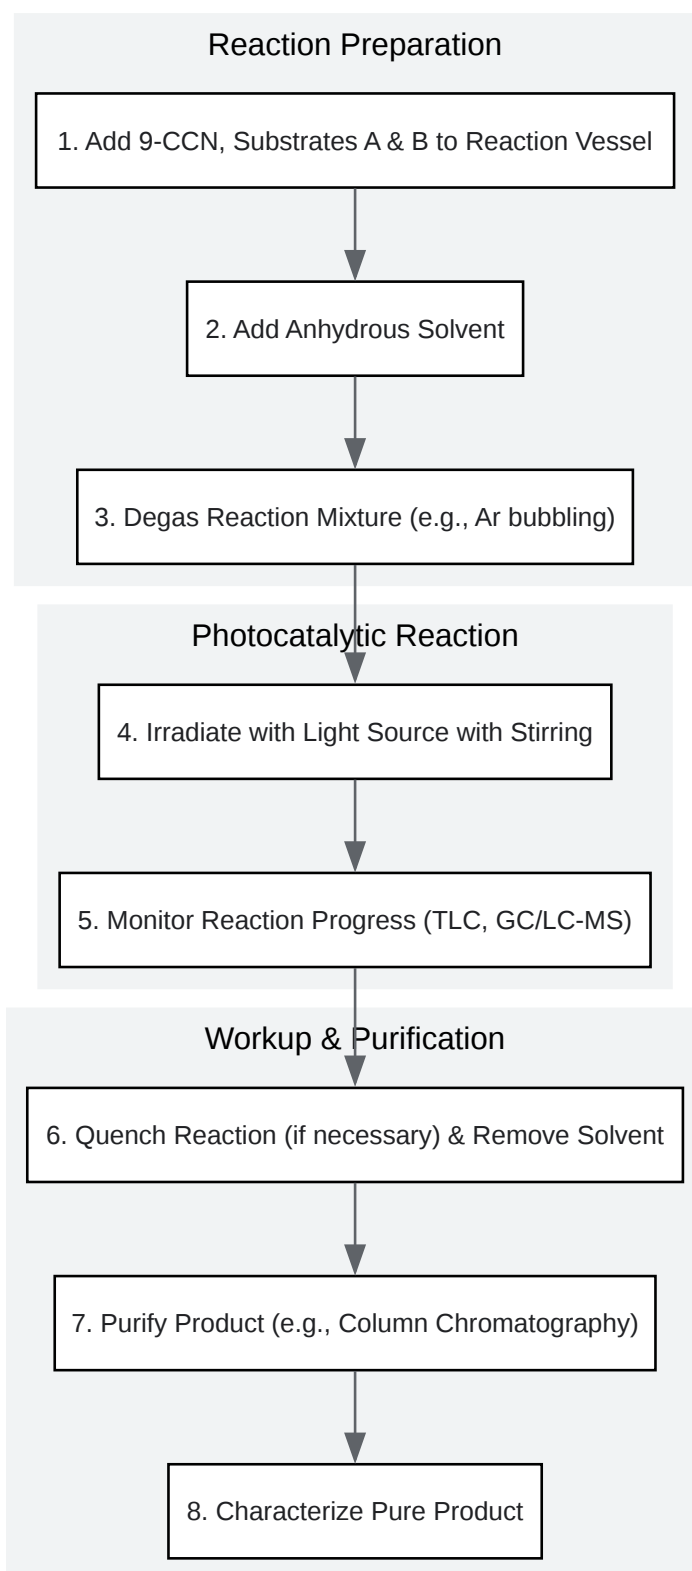 Reaction Preparation
1. Add 9-CCN, Substrates A & B to Reaction Vessel
2. Add Anhydrous Solvent
3. Degas Reaction Mixture (e.g., Ar bubbling)
Photocatalytic Reaction
4. Irradiate with Light Source with Stirring
5. Monitor Reaction Progress (TLC, GC/LC-MS)
Workup & Purification
6. Quench Reaction (if necessary) & Remove Solvent
7. Purify Product (e.g., Column Chromatography)
8. Characterize Pure Product